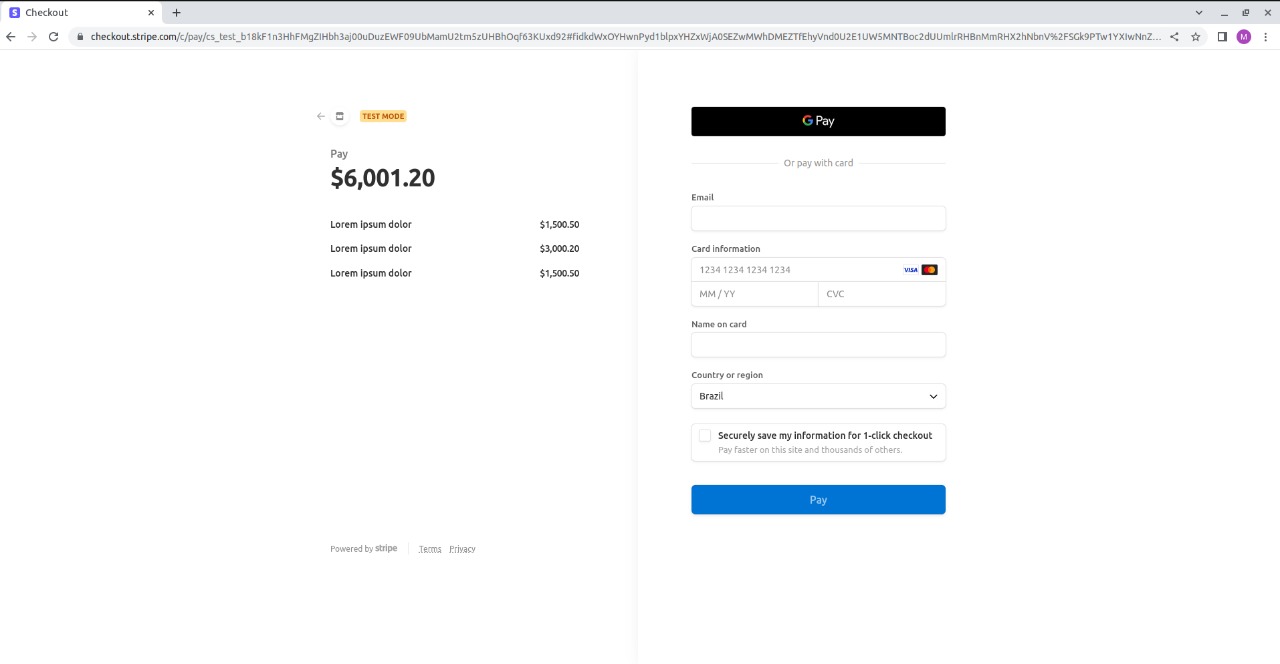 Checkout
checkout.stripe.com/c/pay/cs_test_b18kF1n3HhFMgZIHbh3aj00uDuzEWF09UbMamU2tm5zUHBhOqf63KUxd92#fidkdWxOYHwnPyd1blpxYHZxWjA0SEZwMWhDMEZTfEhyVnd0U2E1UW5MNTBoc2dUUmlrRHBnMmRHX2hNbnV%2FSGk9PTw1YXIwNnZ...
M
TEST MODE
Pay
$6,001.20
Lorem ipsum dolor $1,500.50
Lorem ipsum dolor $3,000.20
Lorem ipsum dolor $1,500.50
Powered by stripe Terms Privacy
G Pay
Or pay with card
Email
Card information
1234 1234 1234 1234 VISA
MM / YY CVC
Name on card
Country or region
Brazil
Securely save my information for 1-click checkout
Pay faster on this site and thousands of others.
Pay